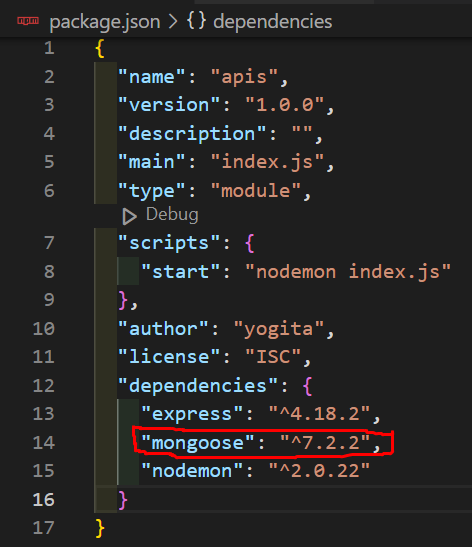 package.json > {} dependencies
1 {
2 "name": "apis",
3 "version": "1.0.0",
4 "description": "",
5 "main": "index.js",
6 "type": "module",
Debug
7 "scripts": {
8 "start": "nodemon index.js"
9 },
10 "author": "yogita",
11 "license": "ISC",
12 "dependencies": {
13 "express": "^4.18.2",
14 "mongoose": "^7.2.2",
15 "nodemon": "^2.0.22"
16 }
17 }